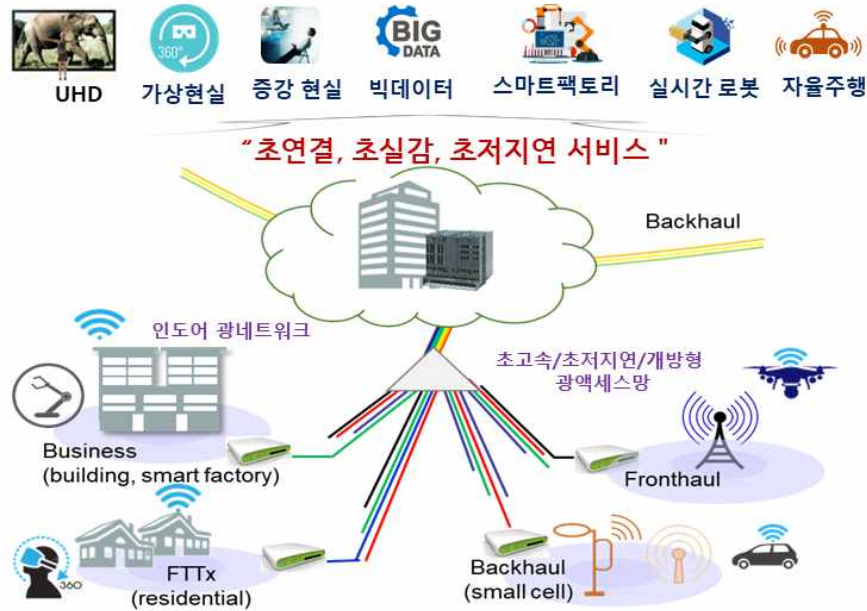 360°
BIG
DATA
UHD
가상현실
증강 현실
빅데이터
스마트팩토리
실시간 로봇
자율주행
“초연결, 초실감, 초저지연 서비스 "
Backhaul
인도어 광네트워크
초고속/초저지연/개방형
광액세스망
Business
(building, smart factory)
Fronthaul
360°
FTTx
(residential)
Backhaul
(small cell)